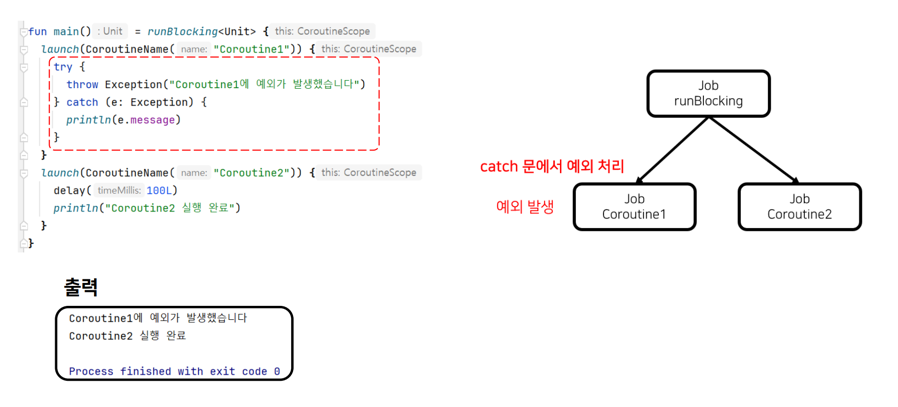 fun main() : Unit = runBlocking<Unit> { this: CoroutineScope
launch(CoroutineName( name: "Coroutine1")) { this: CoroutineScope
try {
throw Exception("Coroutine1에 예외가 발생했습니다")
} catch (e: Exception) {
println(e.message)
}
}
launch(CoroutineName( name: "Coroutine2")) { this: CoroutineScope
delay( timeMillis: 100L)
println("Coroutine2 실행 완료")
}
}
Job
runBlocking
catch 문에서 예외 처리
예외 발생
Job
Coroutine1
Job
Coroutine2
출력
Coroutine1에 예외가 발생했습니다
Coroutine2 실행 완료
Process finished with exit code 0